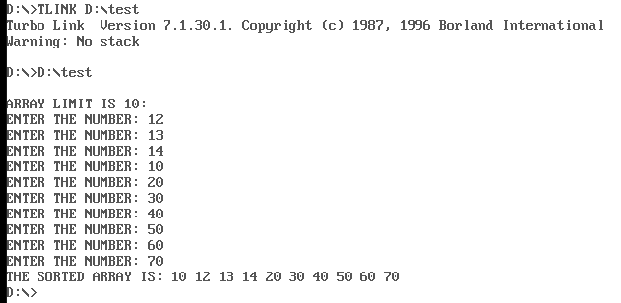 D:\>TLINK D:\test
Turbo Link  Version 7.1.30.1. Copyright (c) 1987, 1996 Borland International
Warning: No stack
D:\>D:\test
ARRAY LIMIT IS 10:
ENTER THE NUMBER: 12
ENTER THE NUMBER: 13
ENTER THE NUMBER: 14
ENTER THE NUMBER: 10
ENTER THE NUMBER: 20
ENTER THE NUMBER: 30
ENTER THE NUMBER: 40
ENTER THE NUMBER: 50
ENTER THE NUMBER: 60
ENTER THE NUMBER: 70
THE SORTED ARRAY IS: 10 12 13 14 20 30 40 50 60 70
D:\>